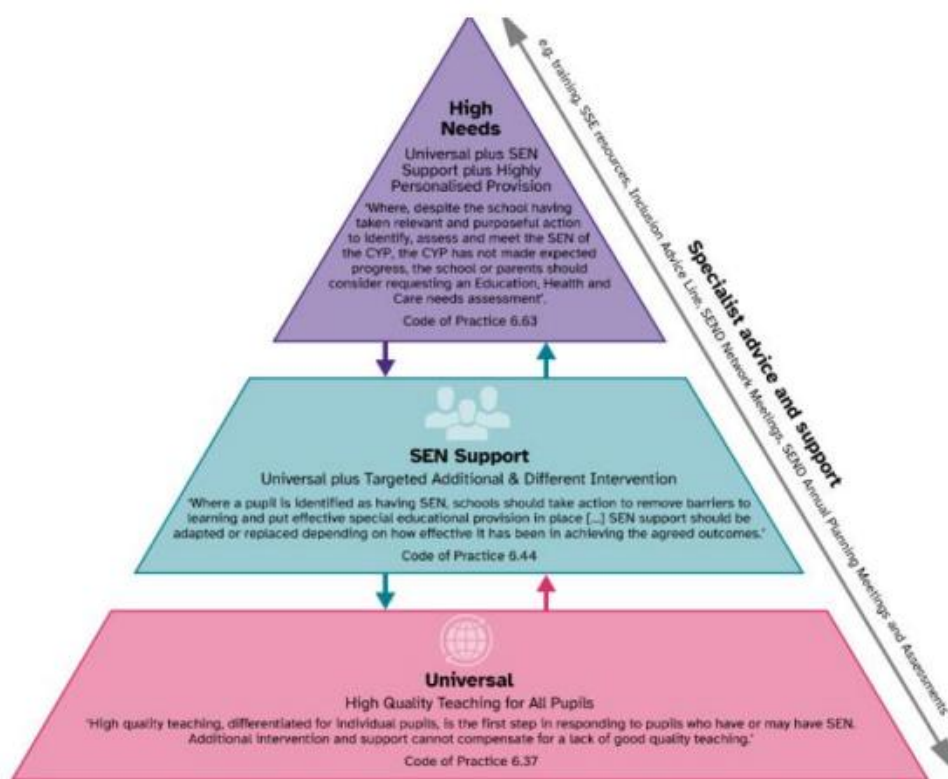 High
Needs
Universal plus SEN
Support plus Highly
Personalised Provision
'Where, despite the school having
taken relevant and purposeful action
to identify, assess and meet the SEN of
the CYP, the CYP has not made expected
progress, the school or parents should
consider requesting an Education, Health and
Care needs assessment'.
Code of Practice 6.63
SEN Support
Universal plus Targeted Additional & Different Intervention
'Where a pupil is identified as having SEN, schools should take action to remove barriers to
learning and put effective special educational provision in place [...] SEN support should be
adapted or replaced depending on how effective it has been in achieving the agreed outcomes.'
Code of Practice 6.44
Universal
High Quality Teaching for All Pupils
'High quality teaching, differentiated for individual pupils, is the first step in responding to pupils who have or may have SEN.
Additional intervention and support cannot compensate for a lack of good quality teaching.'
Code of Practice 6.37
Specialist advice and support
e.g. training, SSE resources, Inclusion Advice Line, SEND Network Meetings, SEND Annual Planning Meetings and Assessments